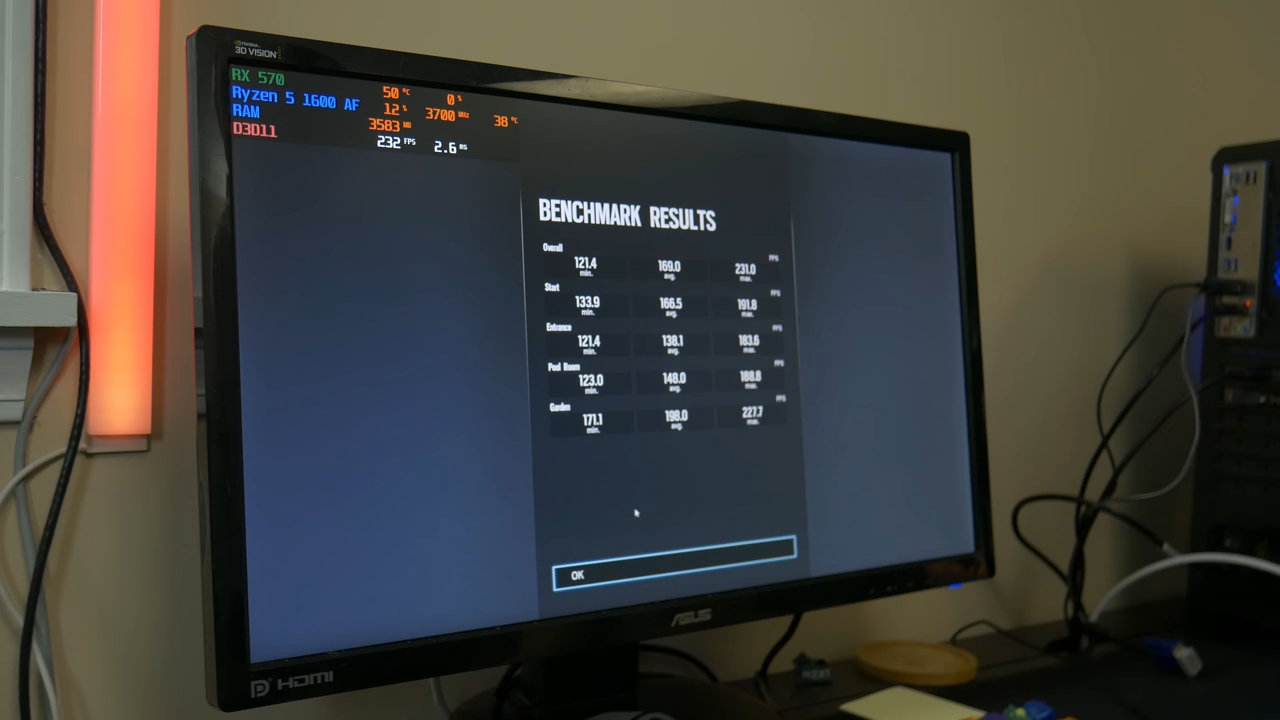 NVIDIA
3D VISION
RX 570 50 °C 0 %
Ryzen 5 1600 AF 12 % 3700 MHz 38 °C
RAM 3583 MB
D3D11 232 FPS 2.6 ms
BENCHMARK RESULTS
Overall FPS
121.4 169.0 231.0
min. avg. max.
Start FPS
133.9 166.5 191.8
min. avg. max.
Entrance FPS
121.4 138.1 183.6
min. avg. max.
Pool Room FPS
123.0 148.0 188.8
min. avg. max.
Garden FPS
171.1 198.0 227.7
min. avg. max.
OK
ASUS
HDMI